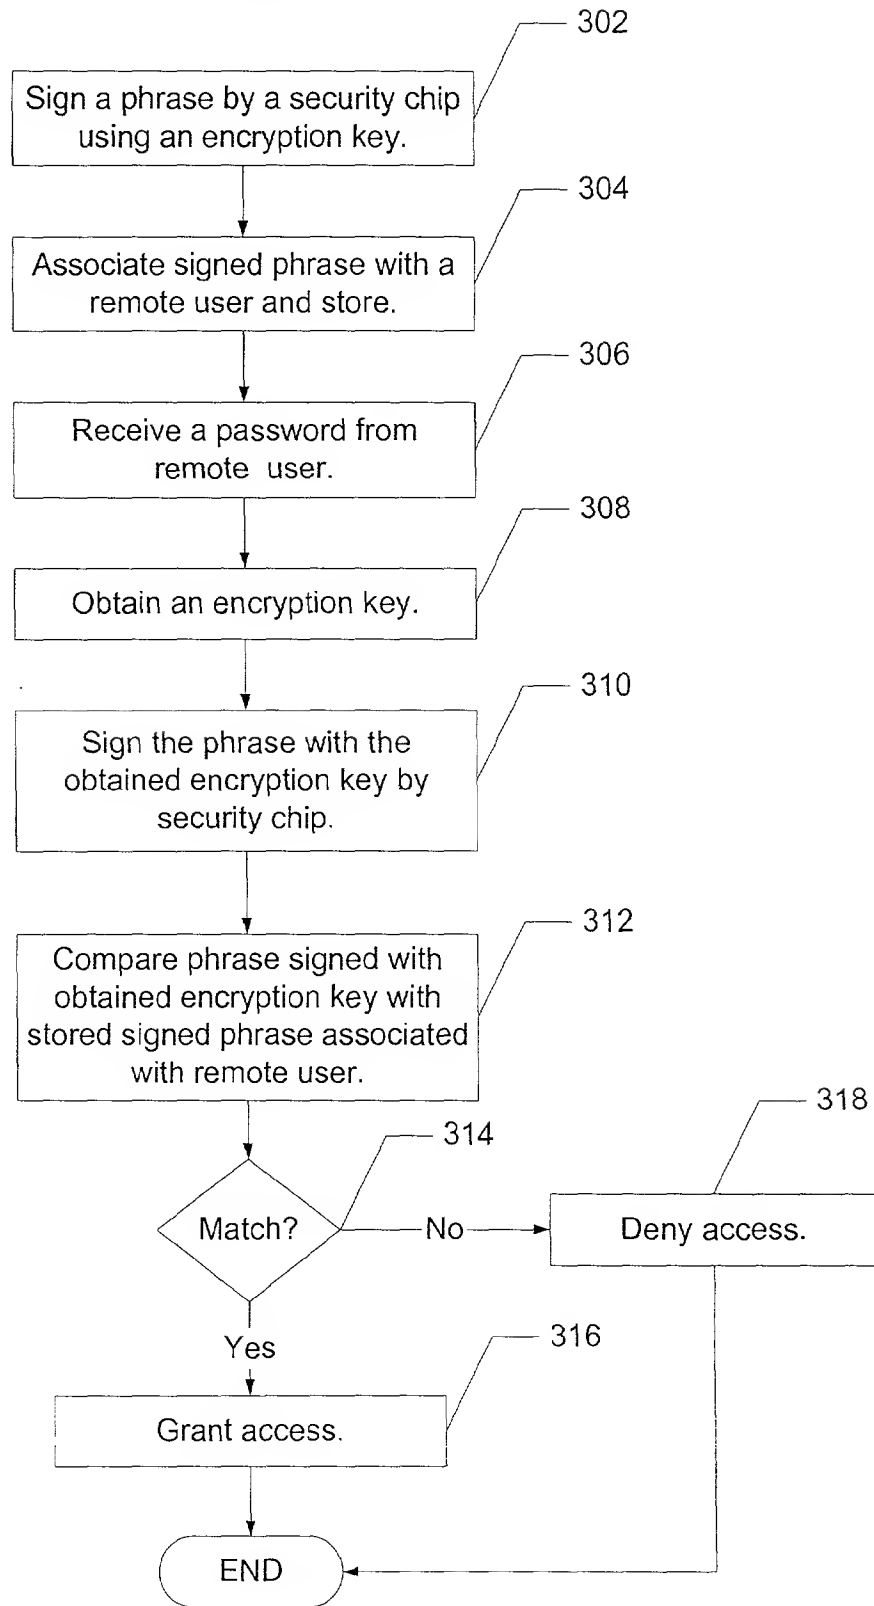 302
Sign a phrase by a security chip
using an encryption key.
304
Associate signed phrase with a
remote user and store.
306
Receive a password from
remote user.
308
Obtain an encryption key.
310
Sign the phrase with the
obtained encryption key by
security chip.
312
Compare phrase signed with
obtained encryption key with
stored signed phrase associated
with remote user.
314
318
Match?
No
Deny access.
Yes
316
Grant access.
END